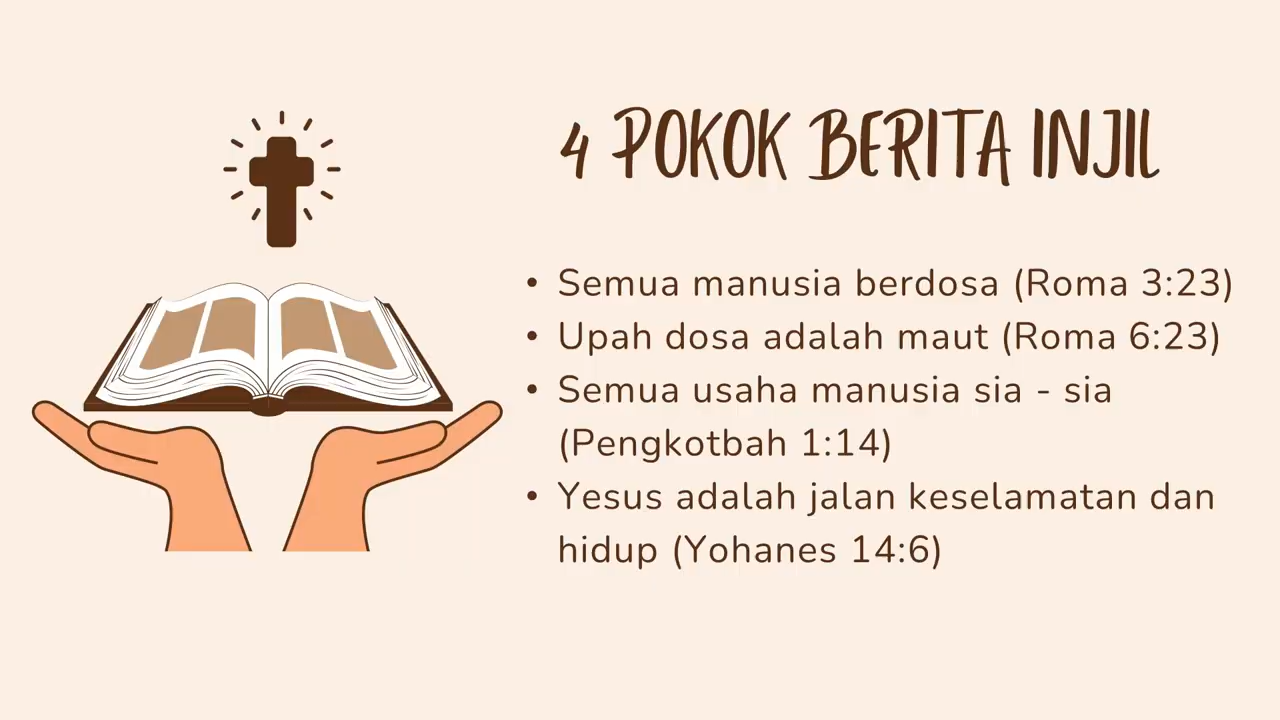 4 POKOK BERITA INJIL
• Semua manusia berdosa (Roma 3:23)
• Upah dosa adalah maut (Roma 6:23)
• Semua usaha manusia sia - sia
(Pengkotbah 1:14)
• Yesus adalah jalan keselamatan dan
hidup (Yohanes 14:6)